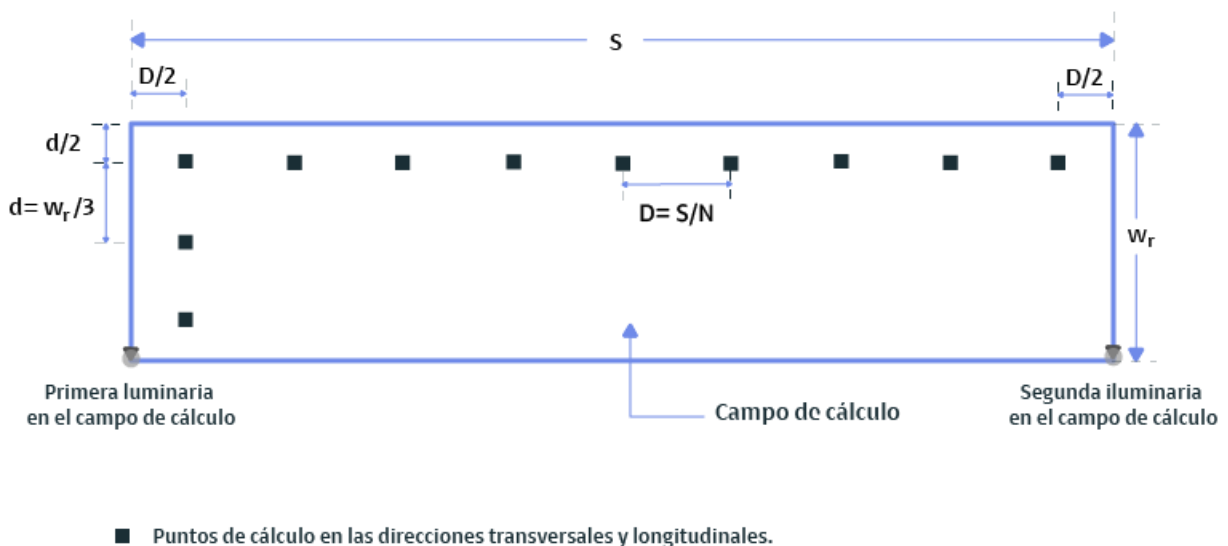 S
D/2
D/2
d/2
d= wr/3
D= S/N
wr
Primera luminaria
en el campo de cálculo
Campo de cálculo
Segunda iluminaria
en el campo de cálculo
Puntos de cálculo en las direcciones transversales y longitudinales.